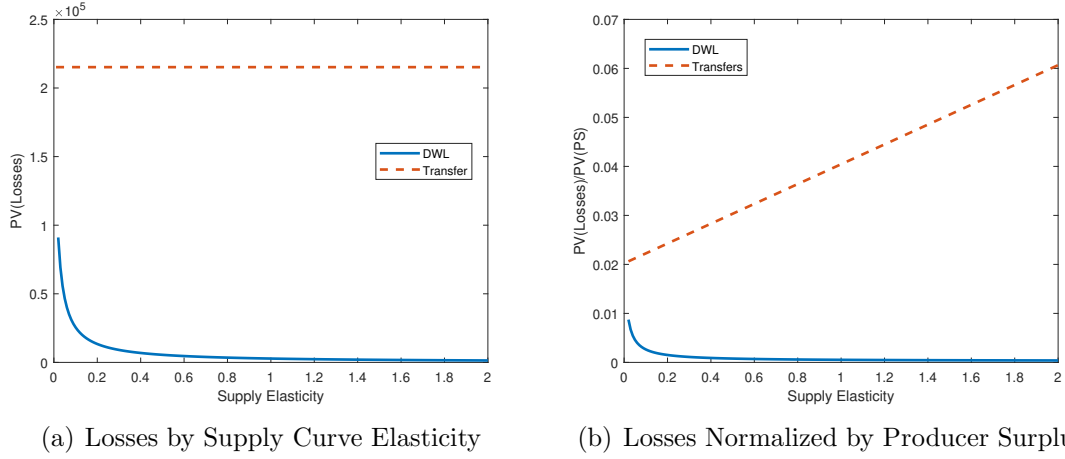 ×10⁵
2.5
2
1.5
1
0.5
0
PV(Losses)
DWL
Transfer
0 0.2 0.4 0.6 0.8 1 1.2 1.4 1.6 1.8 2
Supply Elasticity
(a) Losses by Supply Curve Elasticity
0.07
0.06
0.05
0.04
0.03
0.02
0.01
0
PV(Losses)/PV(PS)
DWL
Transfers
0 0.2 0.4 0.6 0.8 1 1.2 1.4 1.6 1.8 2
Supply Elasticity
(b) Losses Normalized by Producer Surplu